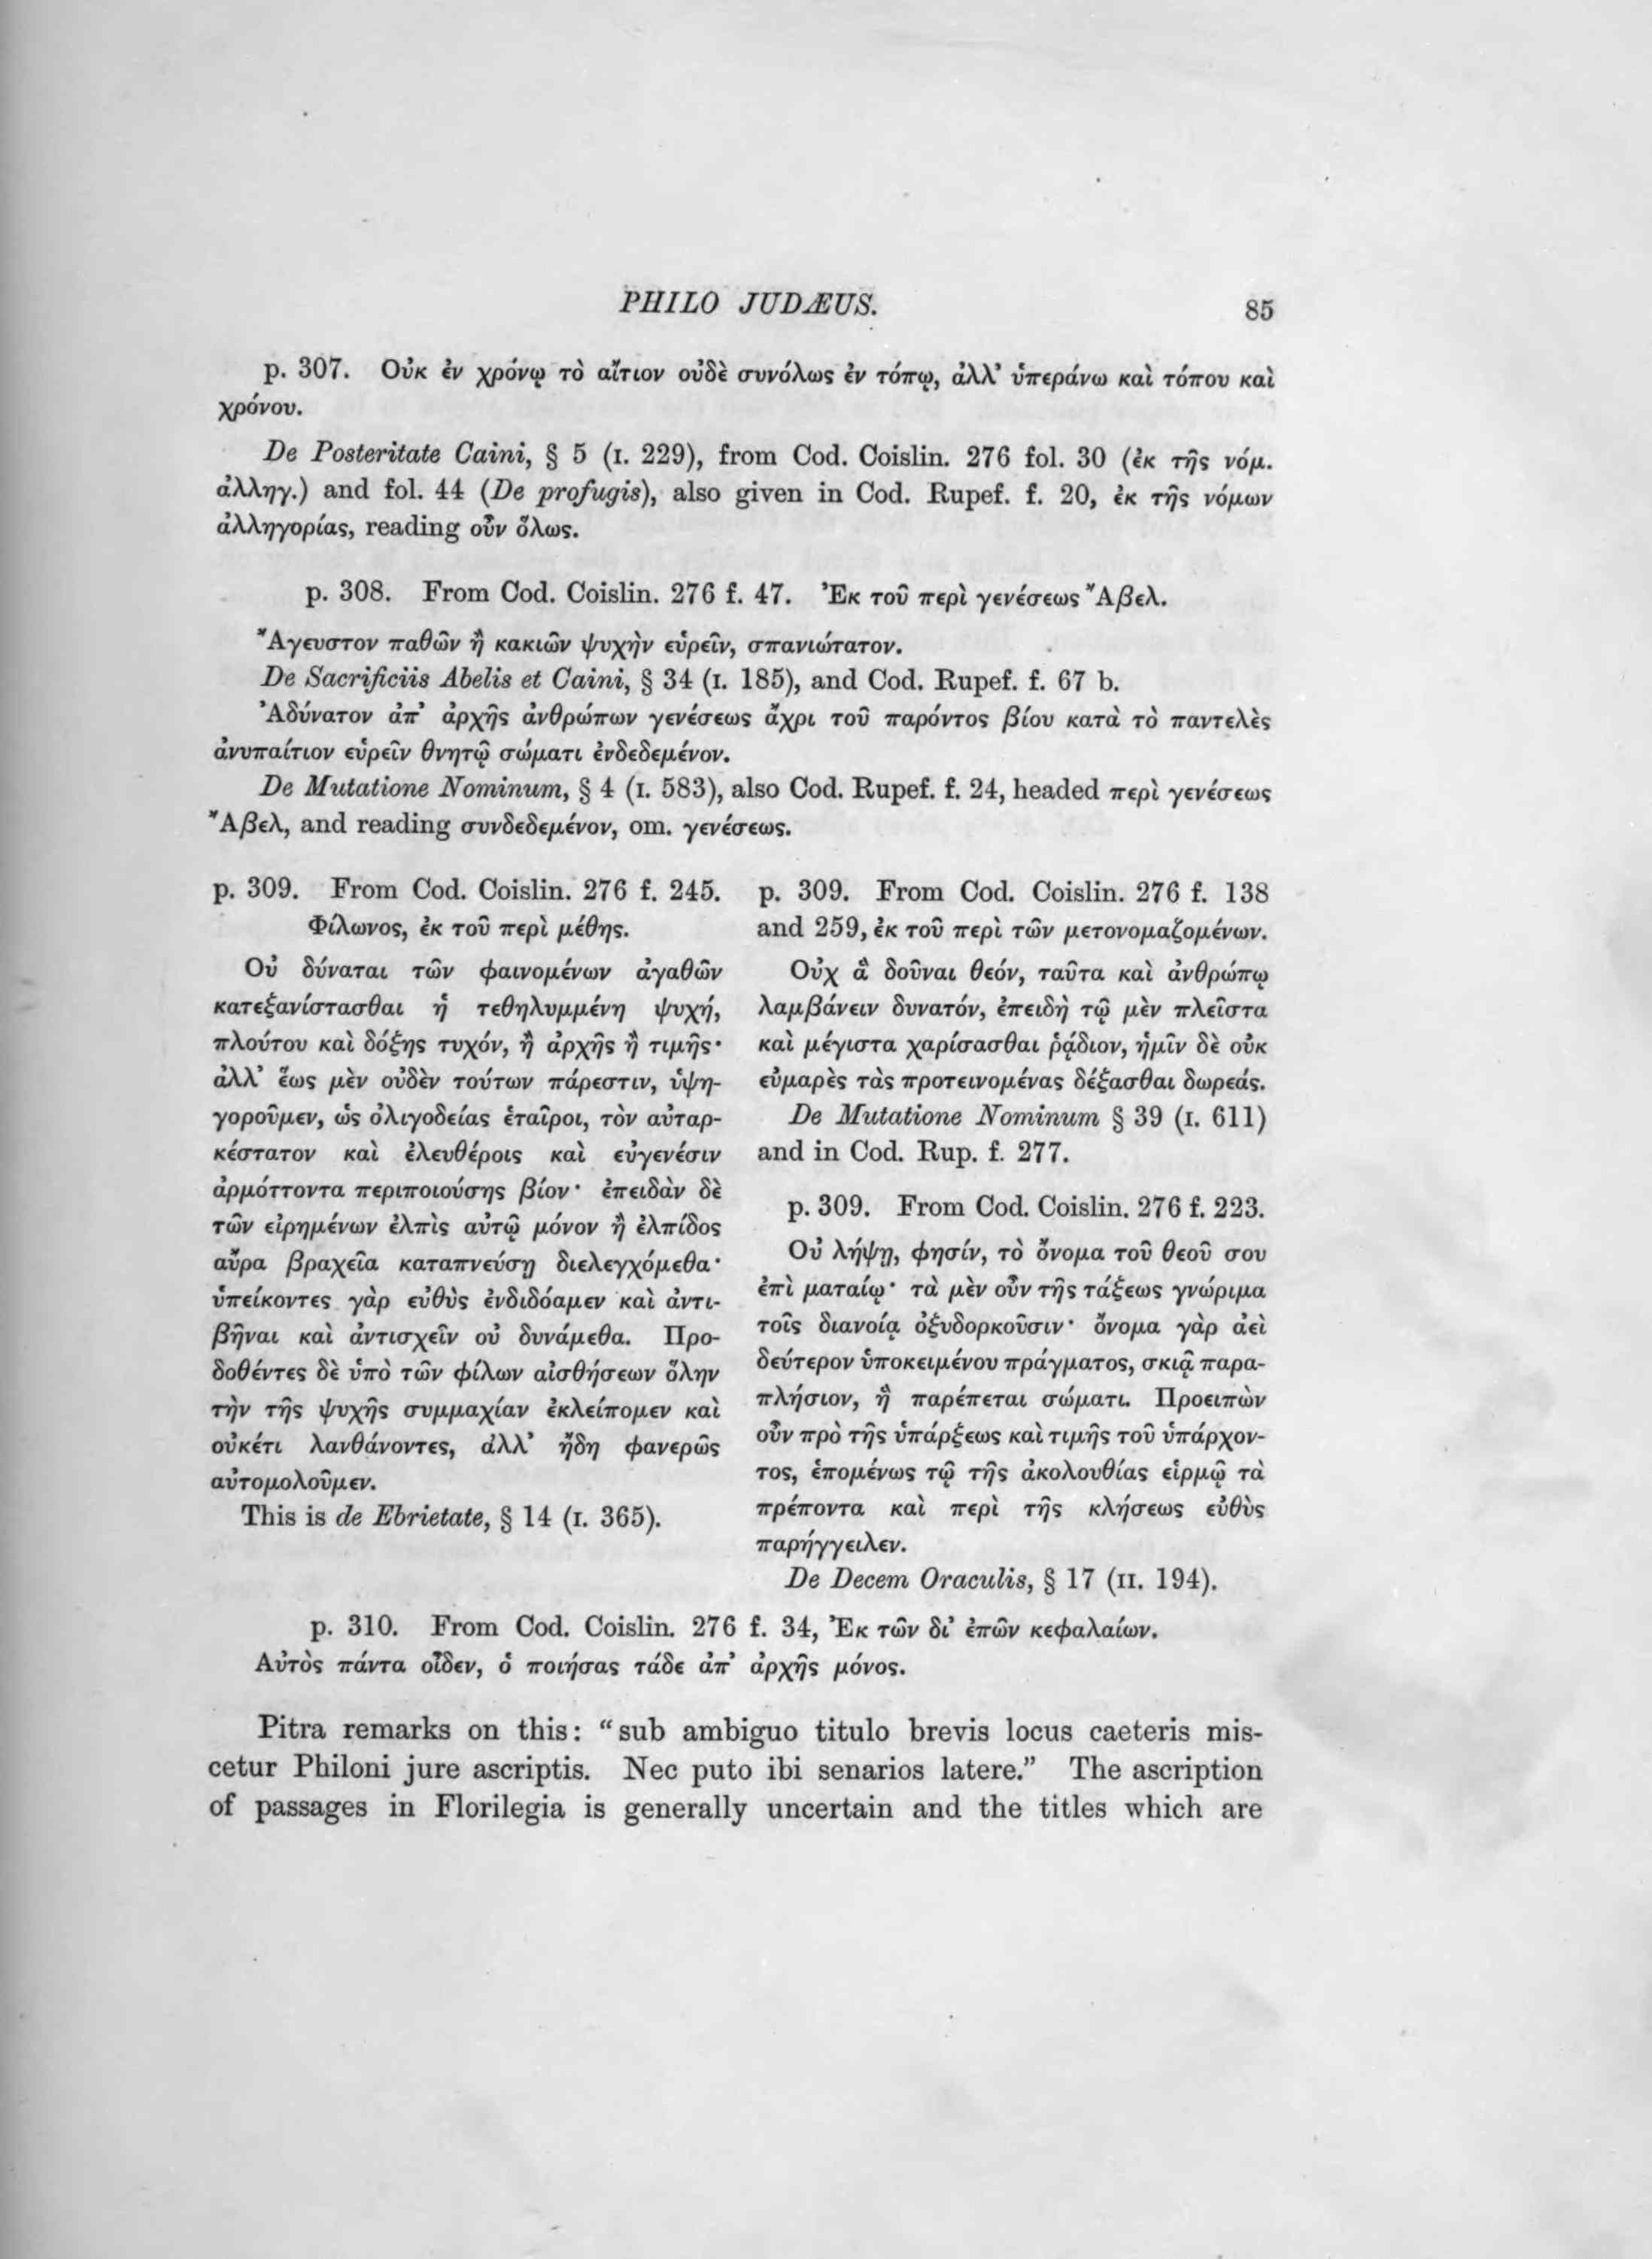 PHILO JUDÆUS.
85
p. 307. Οὐκ ἐν χρόνῳ τὸ αἴτιον οὐδὲ συνόλως ἐν τόπῳ, ἀλλ’ ὑπεράνω καὶ τόπου καὶ
χρόνου.
De Posteritate Caini, § 5 (I. 229), from Cod. Coislin. 276 fol. 30 (ἐκ τῆς νόμ.
ἀλληγ.) and fol. 44 (De profugis), also given in Cod. Rupef. f. 20, ἐκ τῆς νόμων
ἀλληγορίας, reading οὖν ὅλως.
p. 308. From Cod. Coislin. 276 f. 47. Ἐκ τοῦ περὶ γενέσεως Ἄβελ.
Ἄγευστον παθῶν ἢ κακιῶν ψυχὴν εὑρεῖν, σπανιώτατον.
De Sacrificiis Abelis et Caini, § 34 (I. 185), and Cod. Rupef. f. 67 b.
Ἀδύνατον ἀπ’ ἀρχῆς ἀνθρώπων γενέσεως ἄχρι τοῦ παρόντος βίου κατὰ τὸ παντελὲς
ἀνυπαίτιον εὑρεῖν θνητῷ σώματι ἐνδεδεμένον.
De Mutatione Nominum, § 4 (I. 583), also Cod. Rupef. f. 24, headed περὶ γενέσεως
Ἄβελ, and reading συνδεδεμένον, om. γενέσεως.
p. 309. From Cod. Coislin. 276 f. 245.
Φίλωνος, ἐκ τοῦ περὶ μέθης.
Οὐ δύναται τῶν φαινομένων ἀγαθῶν
κατεξανίστασθαι ἡ τεθηλυμμένη ψυχή,
πλούτου καὶ δόξης τυχόν, ἢ ἀρχῆς ἢ τιμῆς·
ἀλλ’ ἕως μὲν οὐδὲν τούτων πάρεστιν, ὑψη-
γοροῦμεν, ὡς ὀλιγοδείας ἑταῖροι, τὸν αὐταρ-
κέστατον καὶ ἐλευθέροις καὶ εὐγενέσιν
ἁρμόττοντα περιποιούσης βίον· ἐπειδὰν δὲ
τῶν εἰρημένων ἐλπὶς αὐτῷ μόνον ἢ ἐλπίδος
αὖρα βραχεῖα καταπνεύσῃ διελεγχόμεθα·
ὑπείκοντες γὰρ εὐθὺς ἐνδιδόαμεν καὶ ἀντι-
βῆναι καὶ ἀντισχεῖν οὐ δυνάμεθα. Προ-
δοθέντες δὲ ὑπὸ τῶν φίλων αἰσθήσεων ὅλην
τὴν τῆς ψυχῆς συμμαχίαν ἐκλείπομεν καὶ
οὐκέτι λανθάνοντες, ἀλλ’ ἤδη φανερῶς
αὐτομολοῦμεν.
This is de Ebrietate, § 14 (I. 365).
p. 309. From Cod. Coislin. 276 f. 138
and 259, ἐκ τοῦ περὶ τῶν μετονομαζομένων.
Οὐχ ἃ δοῦναι θεόν, ταῦτα καὶ ἀνθρώπῳ
λαμβάνειν δυνατόν, ἐπειδὴ τῷ μὲν πλεῖστα
καὶ μέγιστα χαρίσασθαι ῥᾴδιον, ἡμῖν δὲ οὐκ
εὐμαρὲς τὰς προτεινομένας δέξασθαι δωρεάς.
De Mutatione Nominum § 39 (I. 611)
and in Cod. Rup. f. 277.
p. 309. From Cod. Coislin. 276 f. 223.
Οὐ λήψῃ, φησίν, τὸ ὄνομα τοῦ θεοῦ σου
ἐπὶ ματαίῳ· τὰ μὲν οὖν τῆς τάξεως γνώριμα
τοῖς διανοίᾳ ὀξυδορκοῦσιν· ὄνομα γὰρ ἀεὶ
δεύτερον ὑποκειμένου πράγματος, σκιᾷ παρα-
πλήσιον, ἣ παρέπεται σώματι. Προειπὼν
οὖν πρὸ τῆς ὑπάρξεως καὶ τιμῆς τοῦ ὑπάρχον-
τος, ἑπομένως τῷ τῆς ἀκολουθίας εἱρμῷ τὰ
πρέποντα καὶ περὶ τῆς κλήσεως εὐθὺς
παρήγγειλεν.
De Decem Oraculis, § 17 (II. 194).
p. 310. From Cod. Coislin. 276 f. 34, Ἐκ τῶν δι’ ἐπῶν κεφαλαίων.
Αὐτὸς πάντα οἶδεν, ὁ ποιήσας τάδε ἀπ’ ἀρχῆς μόνος.
Pitra remarks on this: “sub ambiguo titulo brevis locus caeteris mis-
cetur Philoni jure ascriptis. Nec puto ibi senarios latere.” The ascription
of passages in Florilegia is generally uncertain and the titles which are